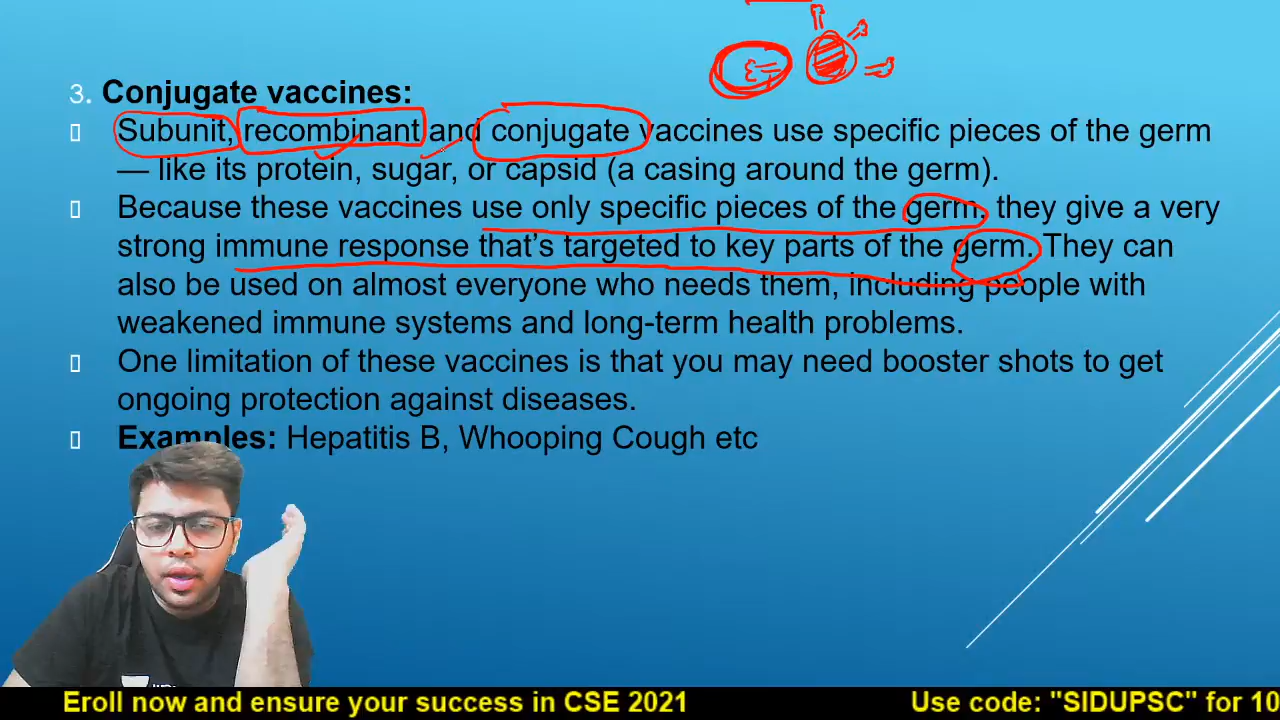 3. Conjugate vaccines:
Subunit, recombinant and conjugate vaccines use specific pieces of the germ
— like its protein, sugar, or capsid (a casing around the germ).
Because these vaccines use only specific pieces of the germ, they give a very
strong immune response that's targeted to key parts of the germ. They can
also be used on almost everyone who needs them, including people with
weakened immune systems and long-term health problems.
One limitation of these vaccines is that you may need booster shots to get
ongoing protection against diseases.
Examples: Hepatitis B, Whooping Cough etc
Eroll now and ensure your success in CSE 2021 Use code: "SIDUPSC" for 10